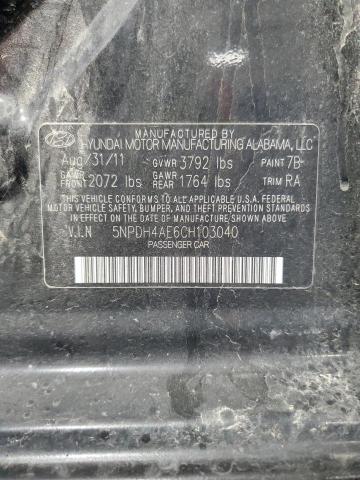 MANUFACTURED BY
HYUNDAI MOTOR MANUFACTURING ALABAMA, LLC
Aug/31/11 GVWR 3792 lbs PAINT 7B
GAWR FRONT 2072 lbs GAWR REAR 1764 lbs TRIM RA
THIS VEHICLE CONFORMS TO ALL APPLICABLE U.S.A. FEDERAL
MOTOR VEHICLE SAFETY, BUMPER, AND THEFT PREVENTION
STANDARDS IN EFFECT ON THE DATE OF MANUFACTURE SHOWN ABOVE.
V.I.N 5NPDH4AE6CH103040
PASSENGER CAR